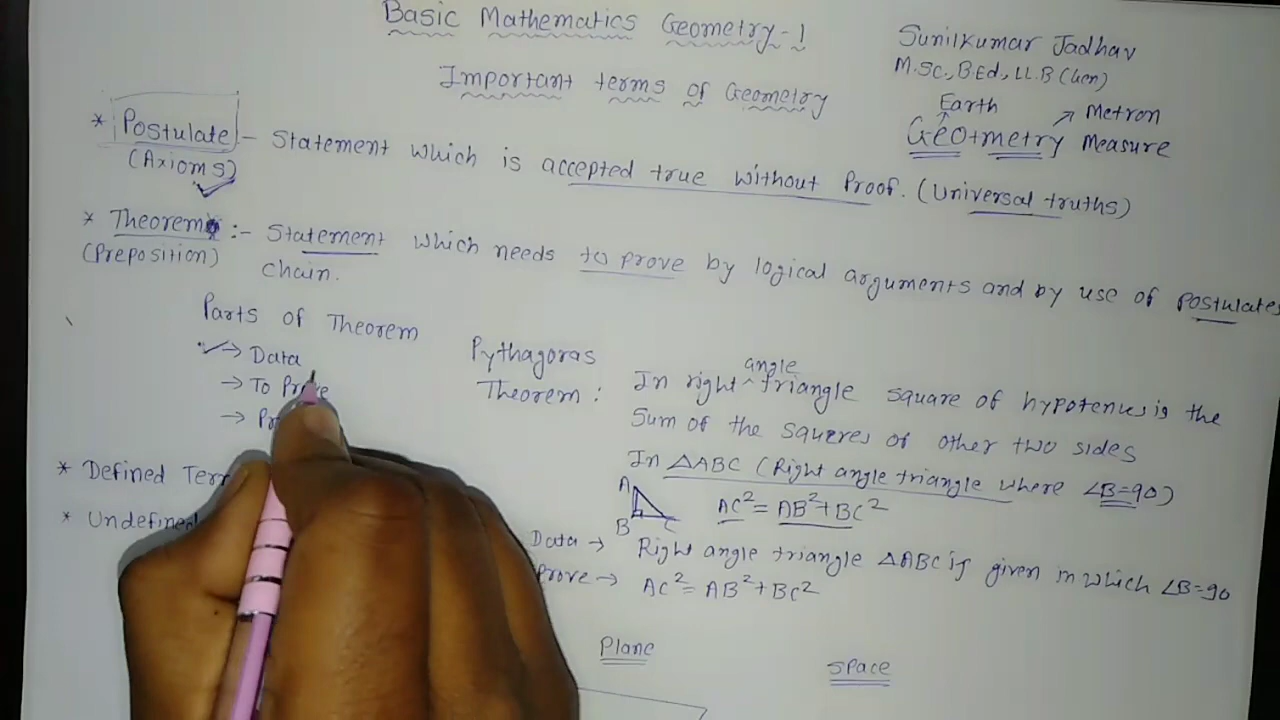 Basic Mathematics Geometry-1
Sunilkumar Jadhav
M.Sc., B.Ed, LL.B (Gen)
Important terms of Geometry
Earth Metron
Geo+metry Measure
* Postulate - Statement which is accepted true without Proof. (Universal truths)
(Axioms)
* Theorem :- Statement which needs to prove by logical arguments and by use of postulates
(Preposition) chain.
Parts of Theorem
→ Data
→ To Prove
Pythagoras
Theorem :
angle
In right ^ triangle square of hypotenus is the
Sum of the squares of other two sides
In △ABC (Right angle triangle where ∠B=90)
A
B C
AC²= AB²+BC²
* Defined
* Undefined
Data → Right angle triangle △ABC is given in which ∠B=90
Prove → AC²= AB²+BC²
Plane
Space